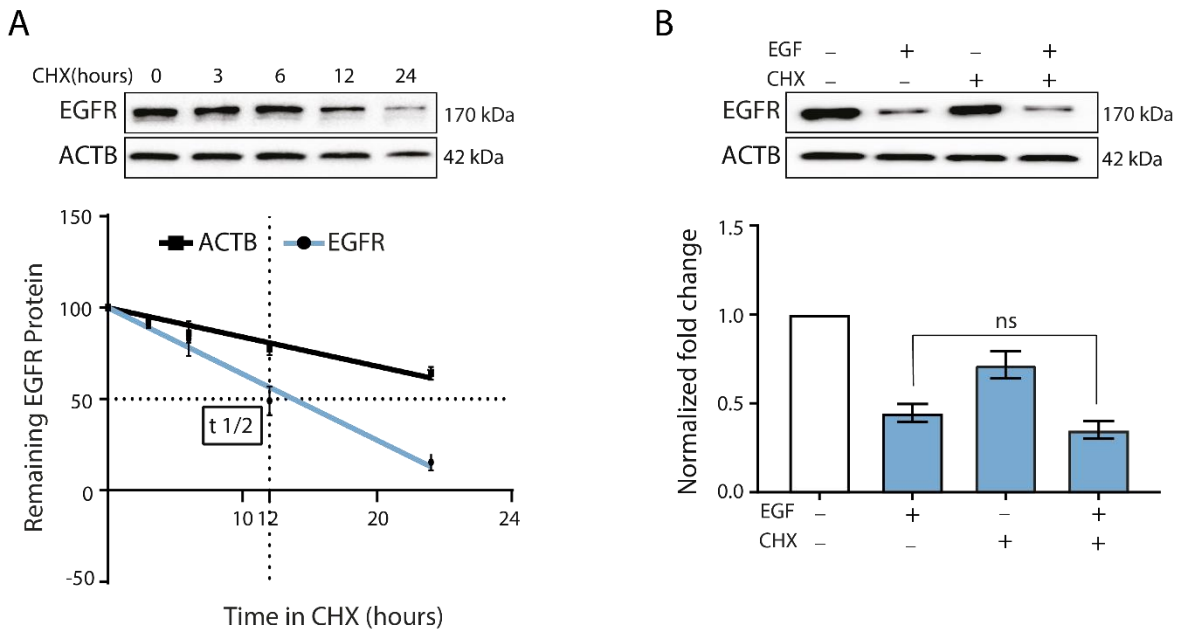 A
CHX(hours) 0 3 6 12 24
EGFR 170 kDa
ACTB 42 kDa
150
ACTB EGFR
100
50
t 1/2
0
10 12 20 24
-50
Remaining EGFR Protein
Time in CHX (hours)
B
EGF – + – +
CHX – – + +
EGFR 170 kDa
ACTB 42 kDa
1.5
1.0
ns
0.5
0.0
Normalized fold change
EGF – + – +
CHX – – + +